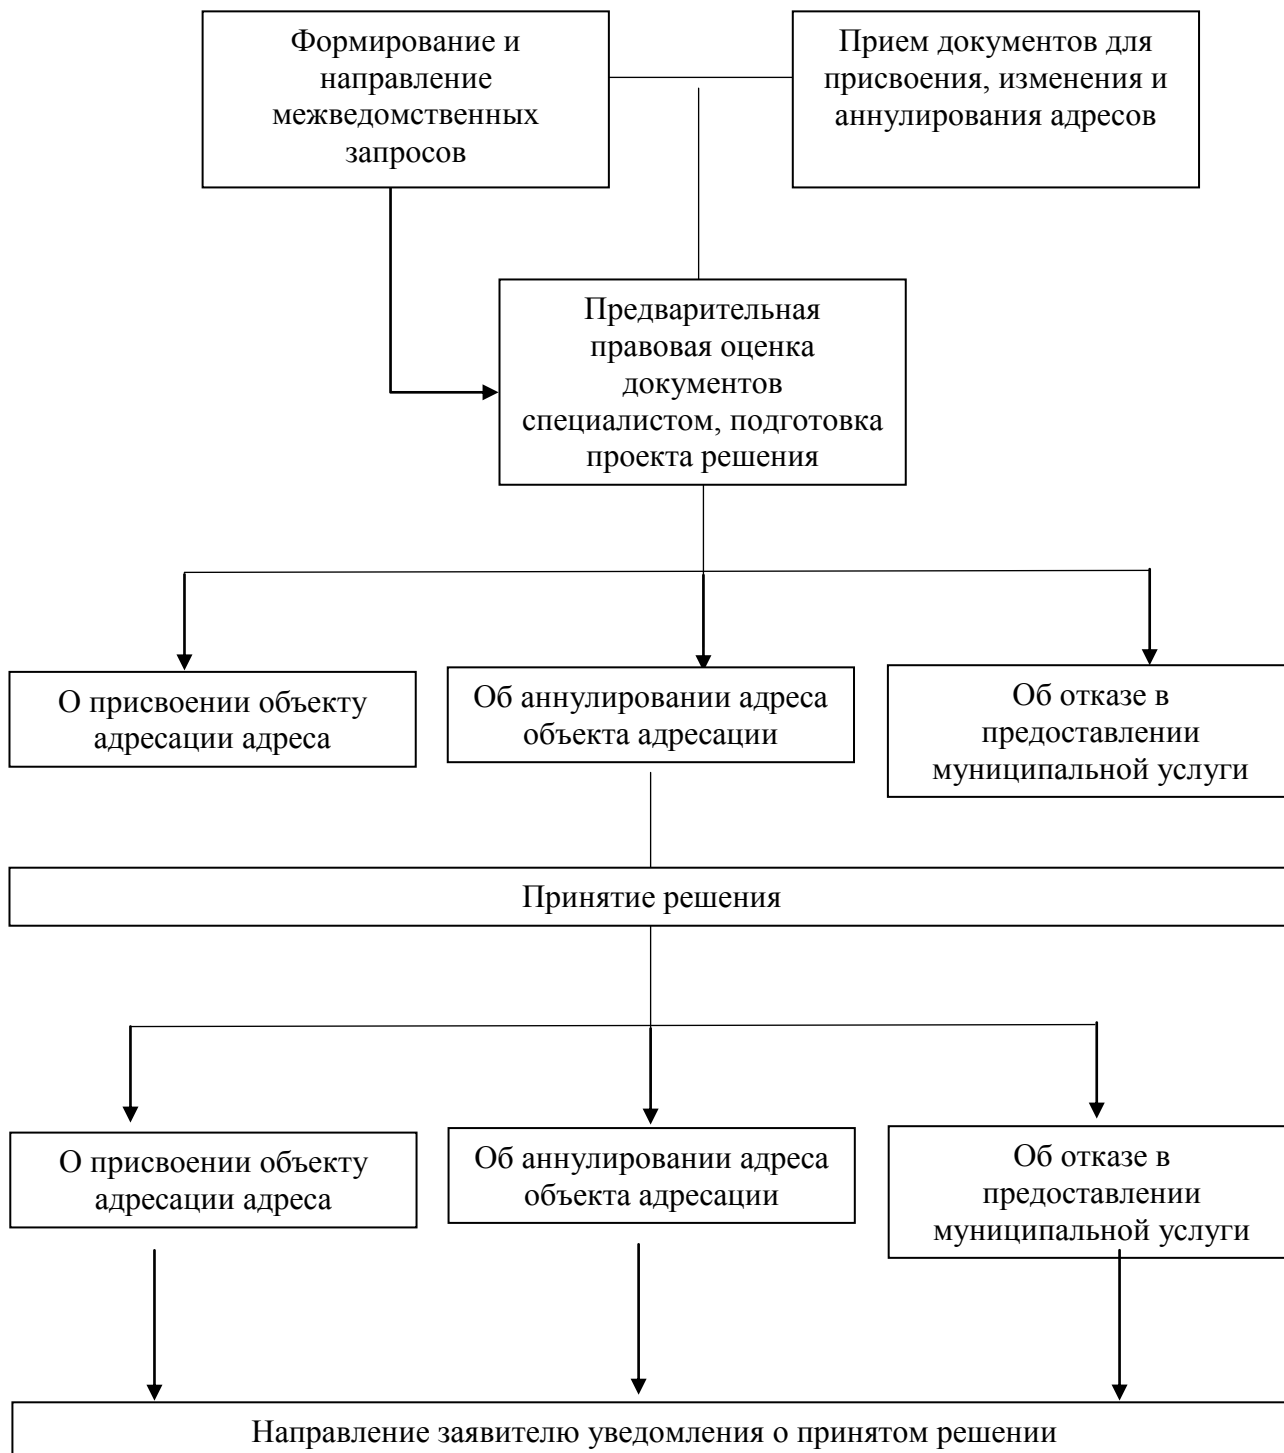 Формирование и
направление
межведомственных
запросов
Прием документов для
присвоения, изменения и
аннулирования адресов
Предварительная
правовая оценка
документов
специалистом, подготовка
проекта решения
О присвоении объекту
адресации адреса
Об аннулировании адреса
объекта адресации
Об отказе в
предоставлении
муниципальной услуги
Принятие решения
О присвоении объекту
адресации адреса
Об аннулировании адреса
объекта адресации
Об отказе в
предоставлении
муниципальной услуги
Направление заявителю уведомления о принятом решении